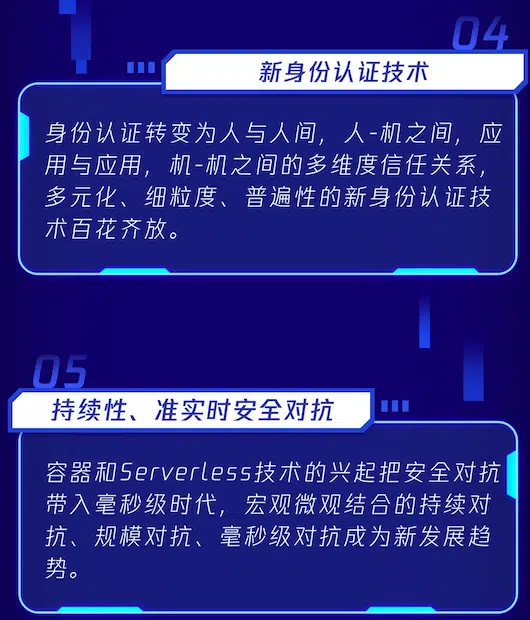 04
新身份认证技术
身份认证转变为人与人间，人-机之间，应
用与应用，机-机之间的多维度信任关系，
多元化、细粒度、普遍性的新身份认证技
术百花齐放。
05
持续性、准实时安全对抗
容器和Serverless技术的兴起把安全对抗
带入毫秒级时代，宏观微观结合的持续对
抗、规模对抗、毫秒级对抗成为新发展趋
势。